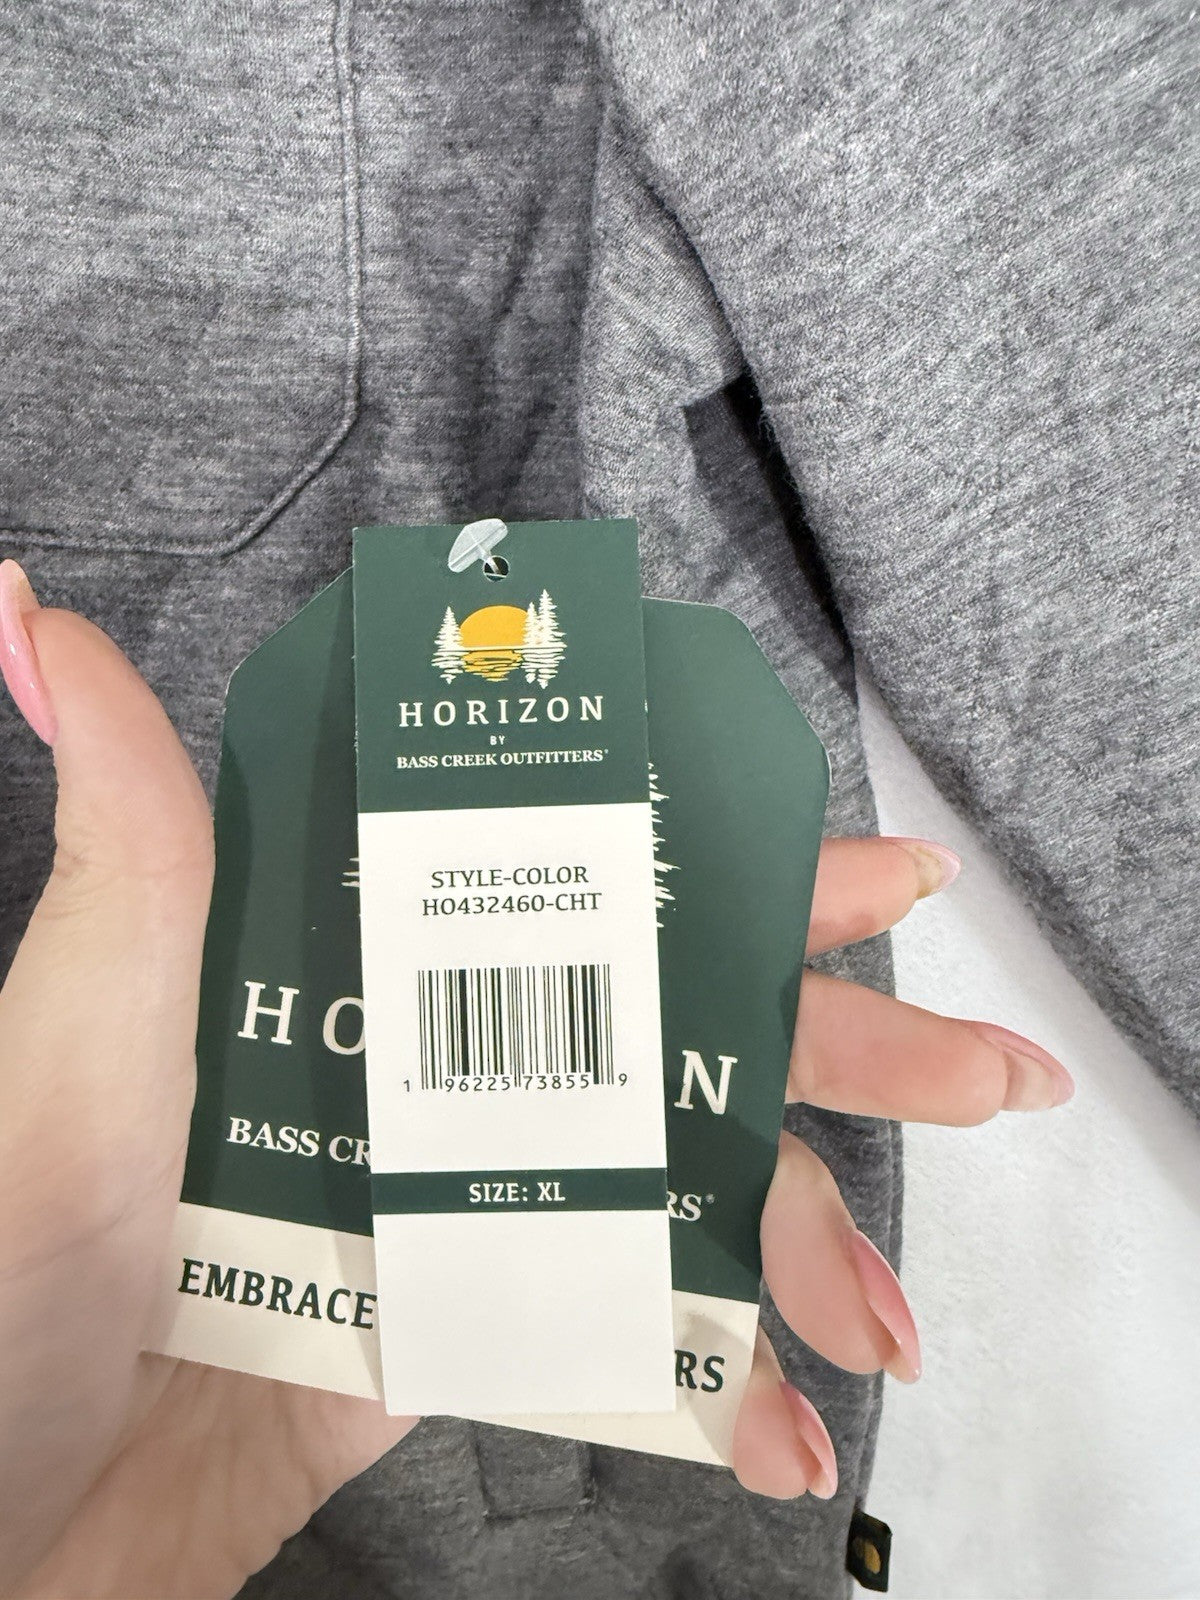 HORIZON
BY
BASS CREEK OUTFITTERS®
STYLE-COLOR
HO432460-CHT
1 96225 73855 9
SIZE: XL
HO N
BASS CR RS®
EMBRACE RS